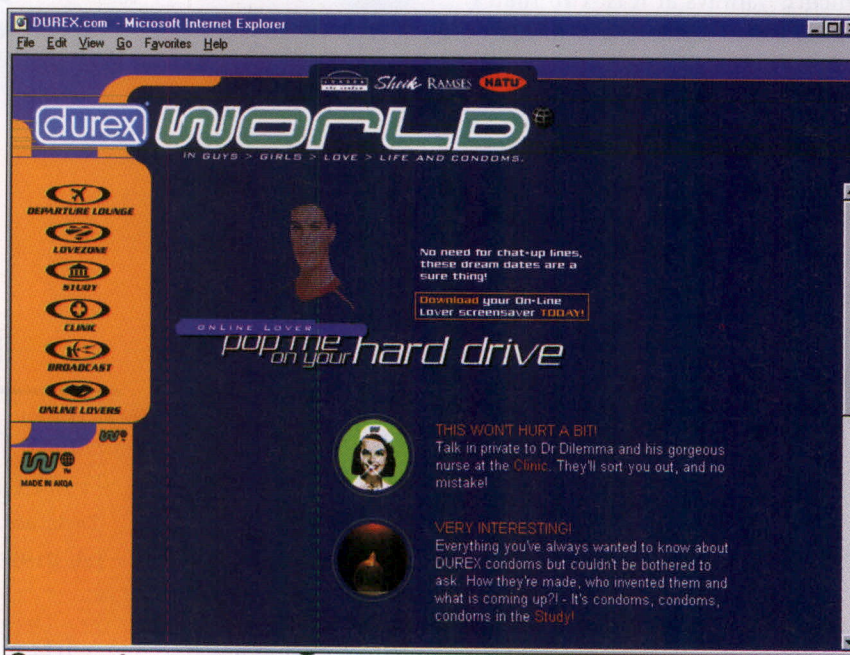 DUREX.com - Microsoft Internet Explorer
File Edit View Go Favorites Help
Sheik RAMSES HATU
durex WORLD
IN GUYS > GIRLS > LOVE > LIFE AND CONDOMS.
DEPARTURE LOUNGE
LOVEZONE
STUDY
CLINIC
BROADCAST
ONLINE LOVERS
MADE IN AKQA
No need for chat-up lines,
these dream dates are a
sure thing!
Download your On-Line
Lover screensaver TODAY!
ONLINE LOVER
pop me on your hard drive
THIS WON'T HURT A BIT!
Talk in private to Dr Dilemma and his gorgeous
nurse at the Clinic. They'll sort you out, and no
mistake!
VERY INTERESTING!
Everything you've always wanted to know about
DUREX condoms but couldn't be bothered to
ask. How they're made, who invented them and
what is coming up?! - It's condoms, condoms,
condoms in the Study!